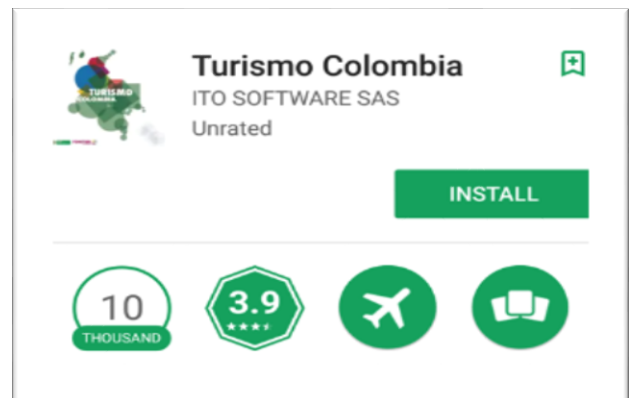 TURISMO
COLOMBIA
Turismo Colombia
ITO SOFTWARE SAS
Unrated
INSTALL
10
THOUSAND
3.9